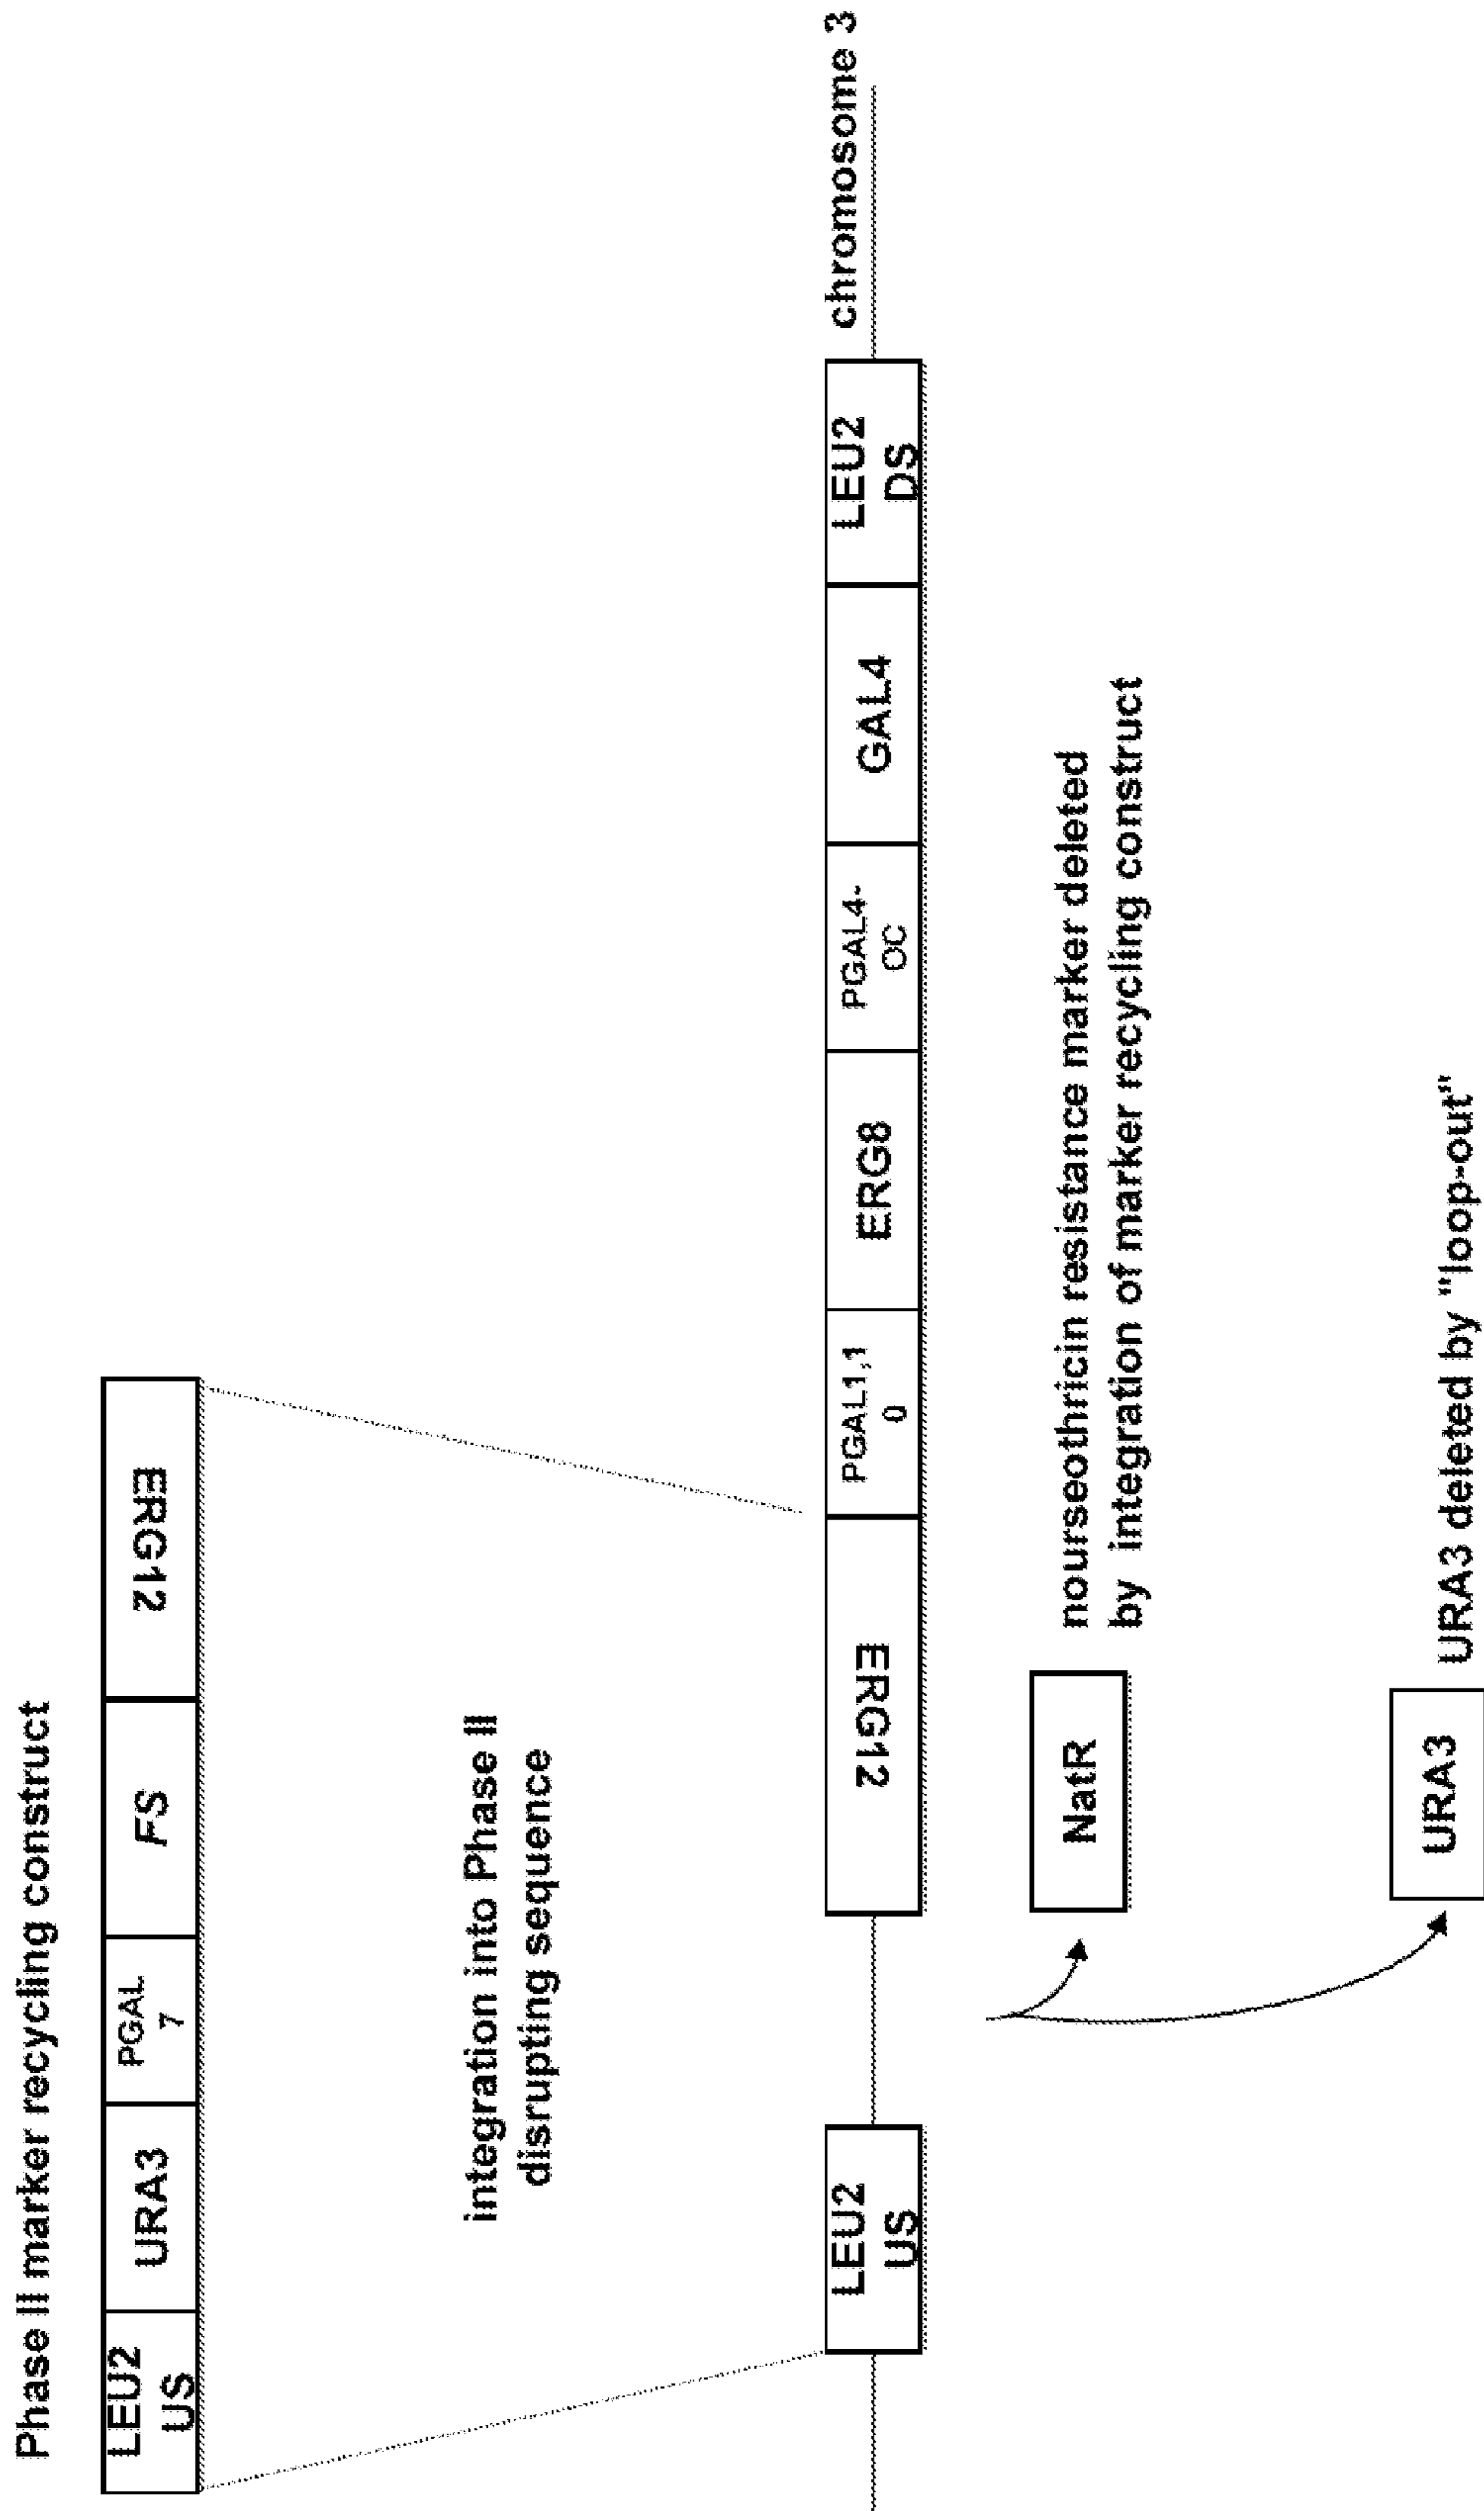 Phase II marker recycling construct
LEU2
US
URA3
PGAL
7
FS
ERG12
integration into Phase II
disrupting sequence
LEU2
US
ERG12
PGAL1,1
0
ERG8
PGAL4-
OC
GAL4
LEU2
DS
chromosome 3
NatR
nourseothricin resistance marker deleted
by integration of marker recycling construct
URA3
URA3 deleted by "loop-out"